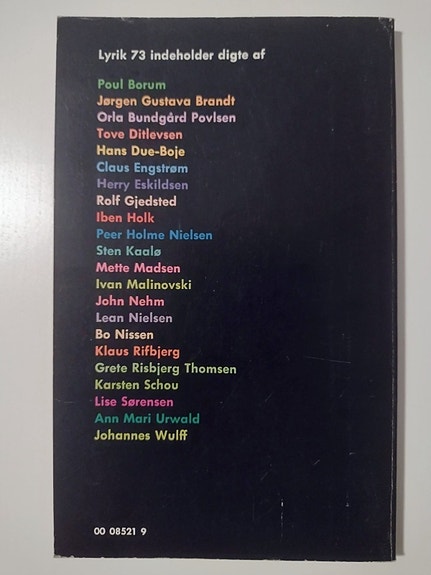 Lyrik 73 indeholder digte af
Poul Borum
Jørgen Gustava Brandt
Orla Bundgård Povlsen
Tove Ditlevsen
Hans Due-Boje
Claus Engstrøm
Herry Eskildsen
Rolf Gjedsted
Iben Holk
Peer Holme Nielsen
Sten Kaalø
Mette Madsen
Ivan Malinovski
John Nehm
Lean Nielsen
Bo Nissen
Klaus Rifbjerg
Grete Risbjerg Thomsen
Karsten Schou
Lise Sørensen
Ann Mari Urwald
Johannes Wulff
00 08521 9